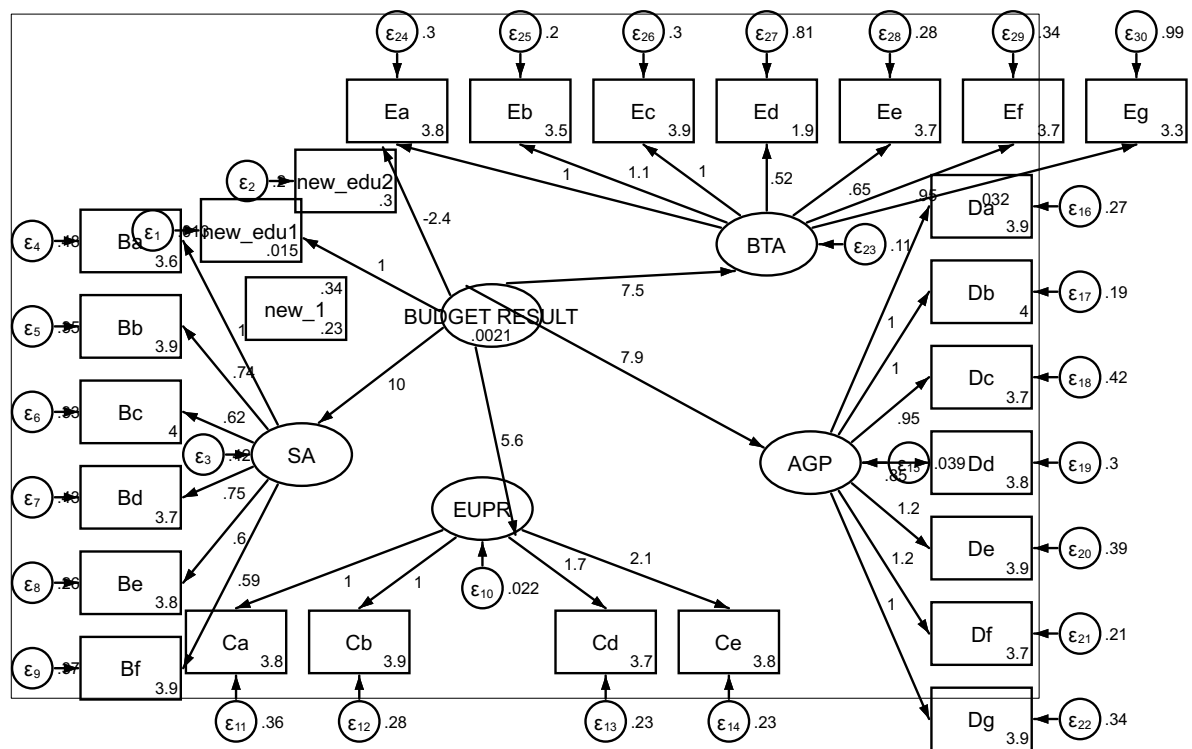 ε24 .3 ε25 .2 ε26 .3 ε27 .81 ε28 .28 ε29 .34 ε30 .99
Ea 3.8 Eb 3.5 Ec 3.9 Ed 1.9 Ee 3.7 Ef 3.7 Eg 3.3
1 1.1 1 .52 .65 .95 .032
ε2 .2 new_edu2 .3
-2.4
Da 3.9 ε16 .27
ε4 Ba 3.6 ε1 new_edu1 .015
BTA ε23 .11
1
7.5
Db 4 ε17 .19
new_1 .34 .23
BUDGET RESULT .0021
ε5 Bb 3.9
1
7.9
1
1
Dc 3.7 ε18 .42
.74
10
ε6 Bc 4
.62
.95
5.6
ε3 .42 SA
AGP ε15 .039 .85 Dd 3.8 ε19 .3
ε7 Bd 3.7
.75
EUPR
1.2
.6
De 3.9 ε20 .39
1.2
1.7 2.1
ε8 .26 Be 3.8
.59 1 1
ε10 .022
1
Ca 3.8 Cb 3.9 Cd 3.7 Ce 3.8
Df 3.7 ε21 .21
ε9 Bf 3.9
ε11 .36 ε12 .28 ε13 .23 ε14 .23
Dg 3.9 ε22 .34